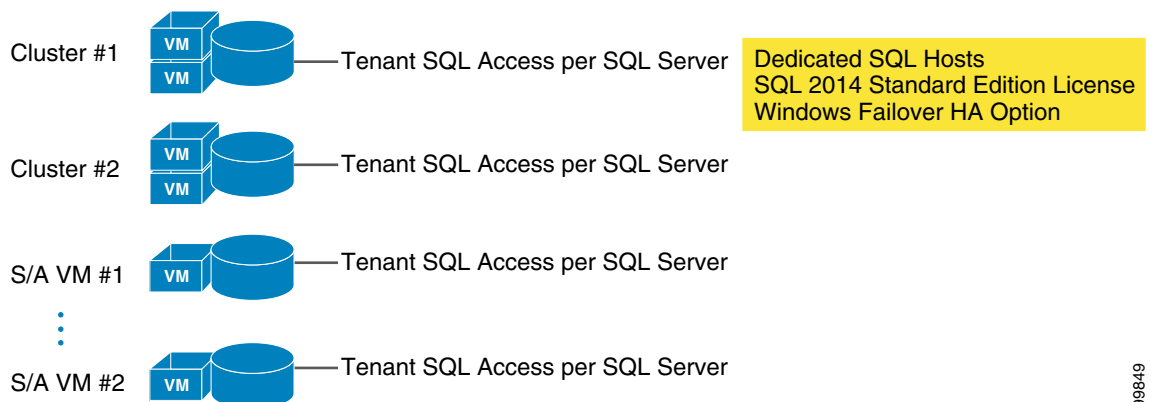 Cluster #1
VM
VM
Tenant SQL Access per SQL Server
Dedicated SQL Hosts
SQL 2014 Standard Edition License
Windows Failover HA Option
Cluster #2
VM
VM
Tenant SQL Access per SQL Server
S/A VM #1
VM
Tenant SQL Access per SQL Server
S/A VM #2
VM
Tenant SQL Access per SQL Server